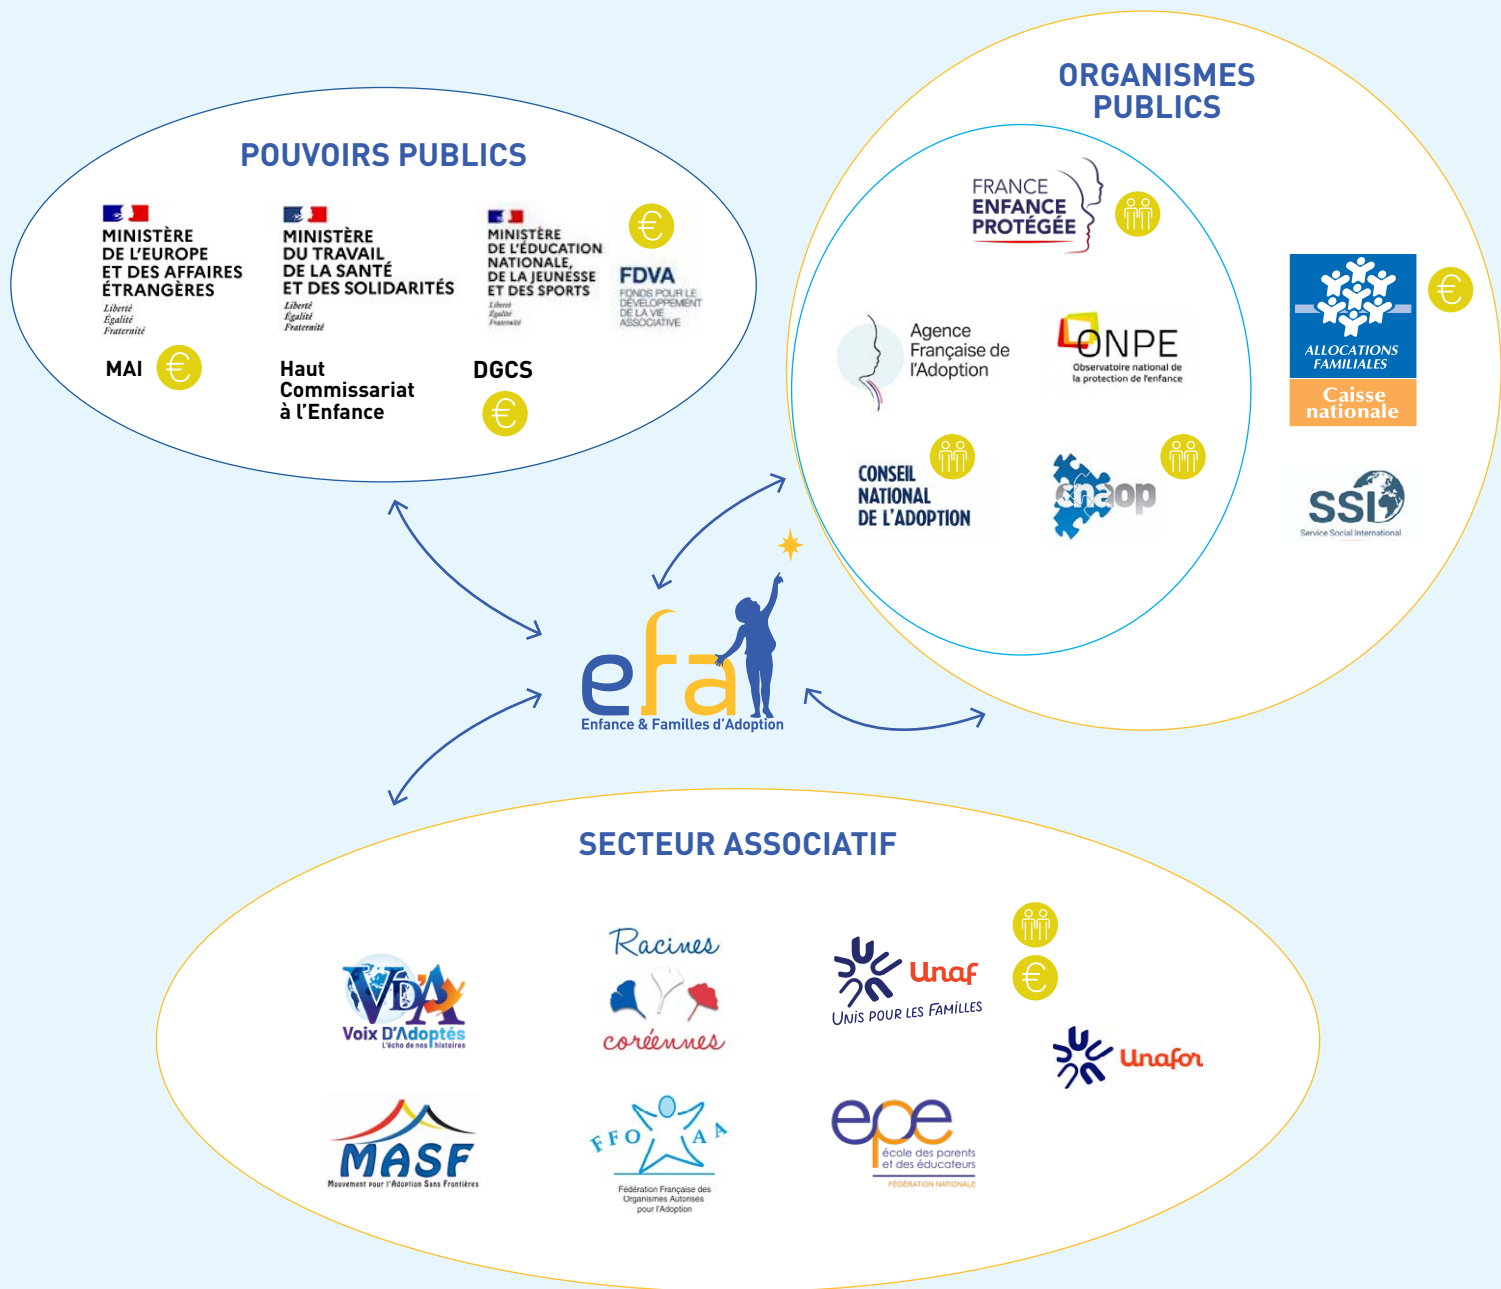 ORGANISMES
PUBLICS
POUVOIRS PUBLICS
MINISTÈRE
DE L'EUROPE
ET DES AFFAIRES
ÉTRANGÈRES
Liberté
Égalité
Fraternité
MINISTÈRE
DU TRAVAIL
DE LA SANTÉ
ET DES SOLIDARITÉS
Liberté
Égalité
Fraternité
MINISTÈRE
DE L'ÉDUCATION
NATIONALE,
DE LA JEUNESSE
ET DES SPORTS
Liberté
Égalité
Fraternité
€
FDVA
FONDS POUR LE
DÉVELOPPEMENT
DE LA VIE
ASSOCIATIVE
MAI
€
Haut
Commissariat
à l'Enfance
DGCS
€
FRANCE
ENFANCE
PROTÉGÉE
Agence
Française de
l'Adoption
ONPE
Observatoire national de
la protection de l'enfance
CONSEIL
NATIONAL
DE L'ADOPTION
cnaop
ALLOCATIONS
FAMILIALES
Caisse
nationale
€
SSI
Service Social International
efa
Enfance & Familles d'Adoption
SECTEUR ASSOCIATIF
VD'A
Voix D'Adoptés
L'écho de nos histoires
Racines
coréennes
Unaf
UNIS POUR LES FAMILLES
€
Unafor
MASF
Mouvement pour l'Adoption Sans Frontières
FFOAA
Fédération Française des
Organismes Autorisés
pour l'Adoption
epe
école des parents
et des éducateurs
FÉDÉRATION NATIONALE